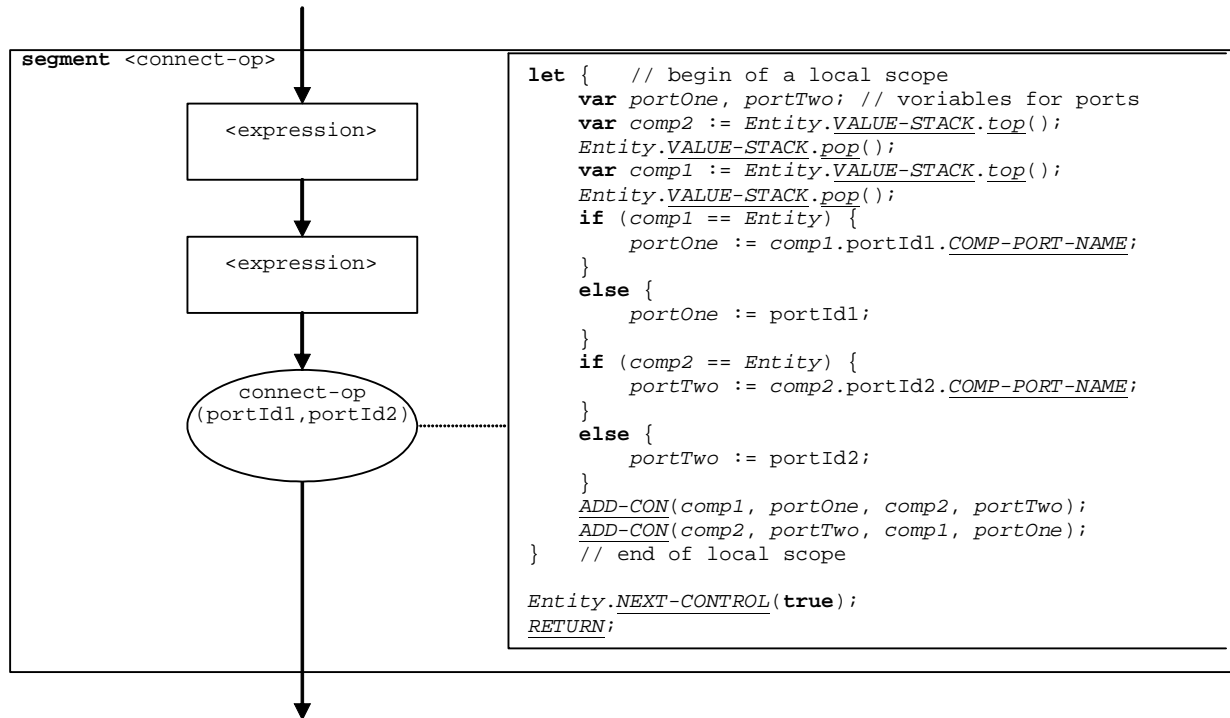 segment <connect-op>
<expression>
<expression>
connect-op
(portId1,portId2)
let {   // begin of a local scope
    var portOne, portTwo; // voriables for ports
    var comp2 := Entity.VALUE-STACK.top();
    Entity.VALUE-STACK.pop();
    var comp1 := Entity.VALUE-STACK.top();
    Entity.VALUE-STACK.pop();
    if (comp1 == Entity) {
        portOne := comp1.portId1.COMP-PORT-NAME;
    }
    else {
        portOne := portId1;
    }
    if (comp2 == Entity) {
        portTwo := comp2.portId2.COMP-PORT-NAME;
    }
    else {
        portTwo := portId2;
    }
    ADD-CON(comp1, portOne, comp2, portTwo);
    ADD-CON(comp2, portTwo, comp1, portOne);
}   // end of local scope
Entity.NEXT-CONTROL(true);
RETURN;